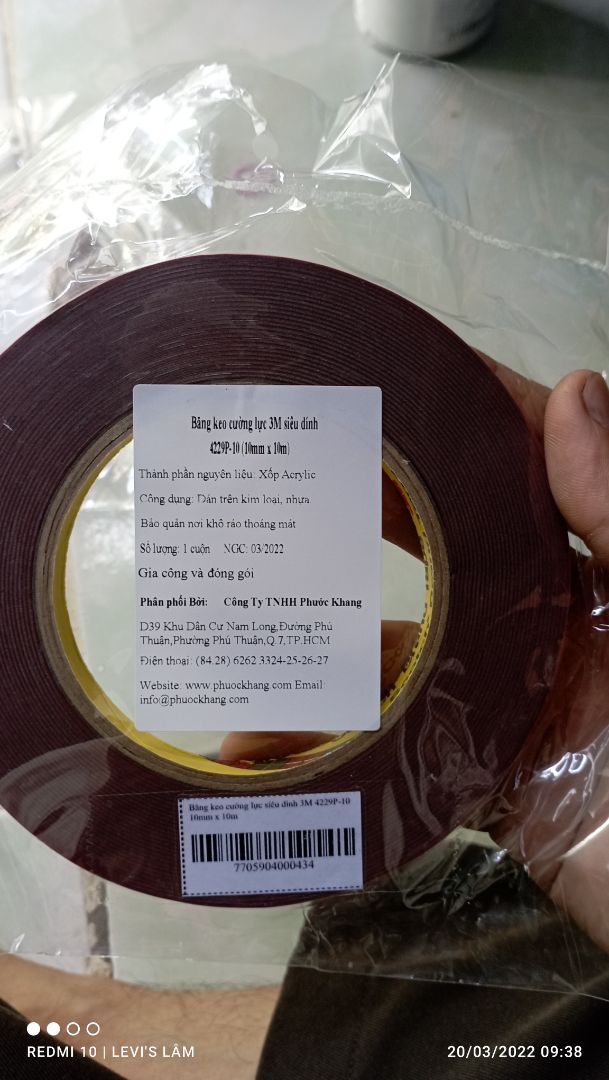 Băng keo cường lực 3M siêu dính
4229P-10 (10mm x 10m)
Thành phần nguyên liệu: Xốp Acrylic
Công dụng: Dán trên kim loại, nhựa
Bảo quản nơi khô ráo thoáng mát
Số lượng: 1 cuộn NGC: 03/2022
Gia công và đóng gói
Phân phối Bởi: Công Ty TNHH Phước Khang
D39 Khu Dân Cư Nam Long,Đường Phú
Thuận,Phường Phú Thuận,Q.7,TP.HCM
Điện thoại: (84.28) 6262.3324-25-26-27
Website: www.phuockhang.com Email:
info@phuockhang.com
Băng keo cường lực siêu dính 3M 4229P-10
10mm x 10m
7705904000434
REDMI 10 | LEVI'S LÂM
20/03/2022 09:38